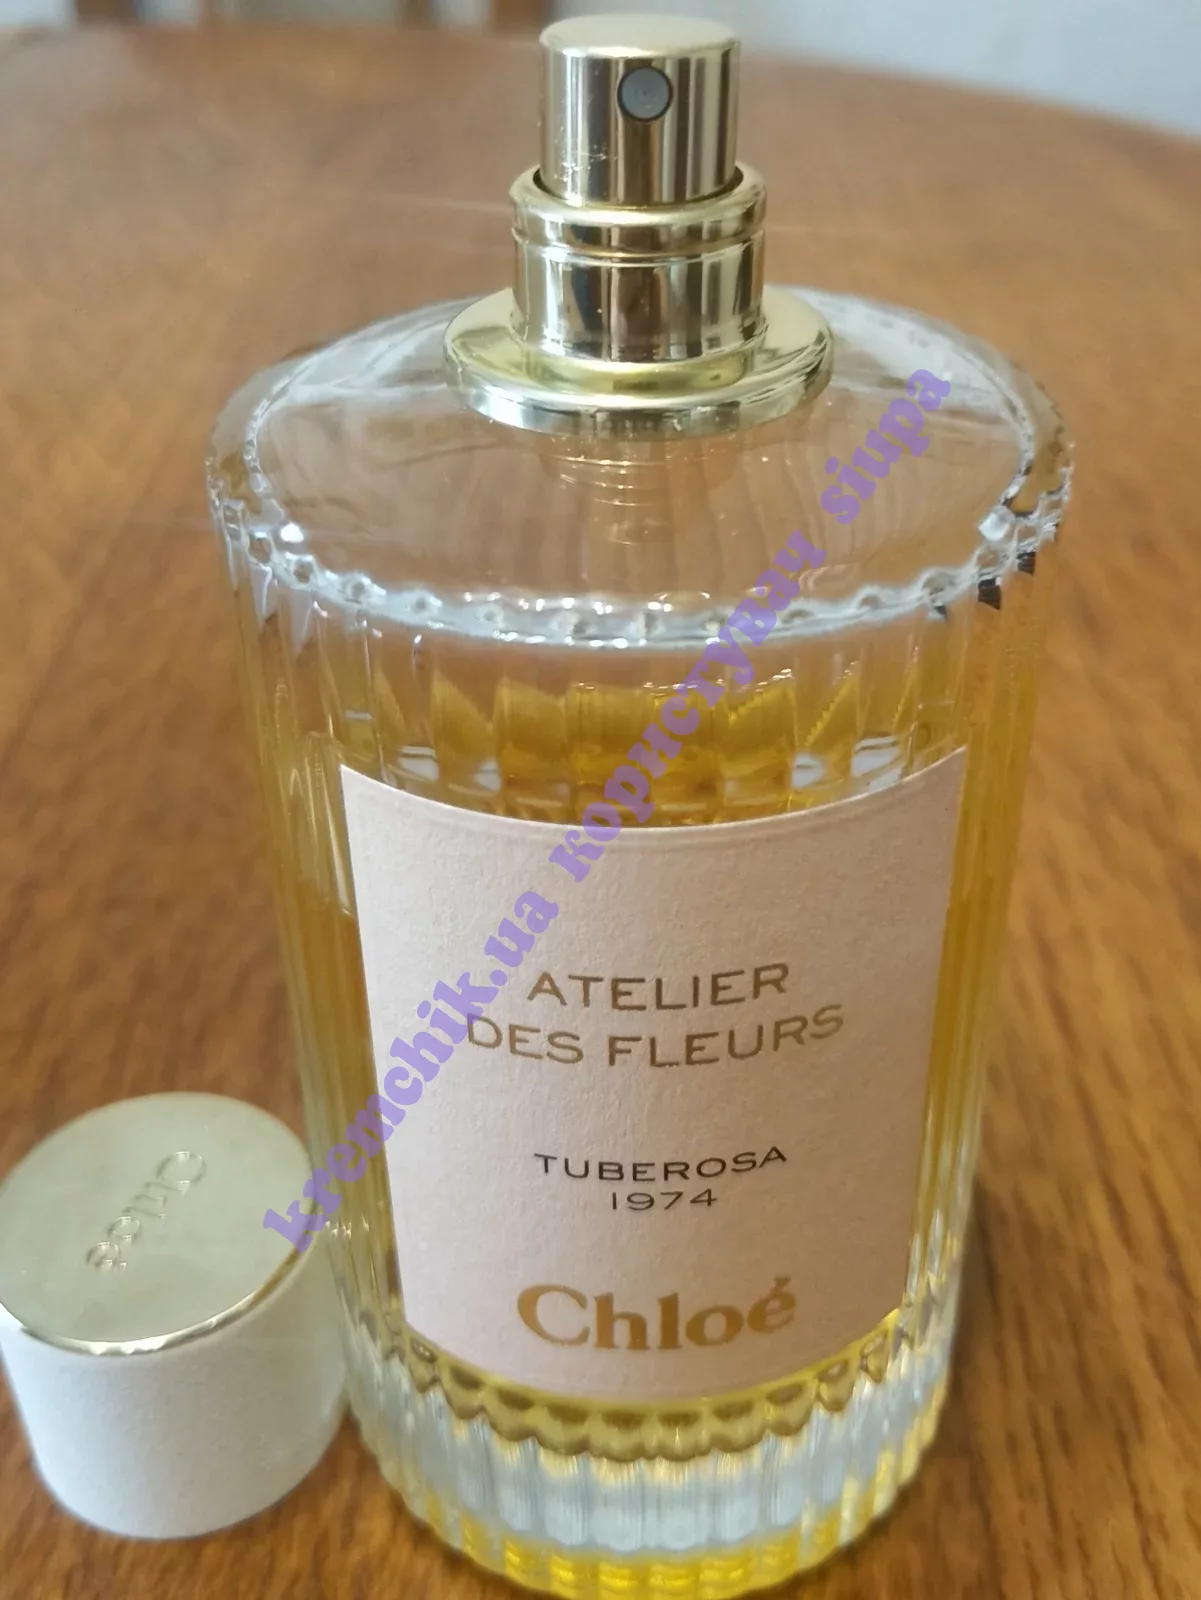 kremchik.ua користувач siupa
ATELIER
DES FLEURS
TUBEROSA
1974
Chloé
Chloé